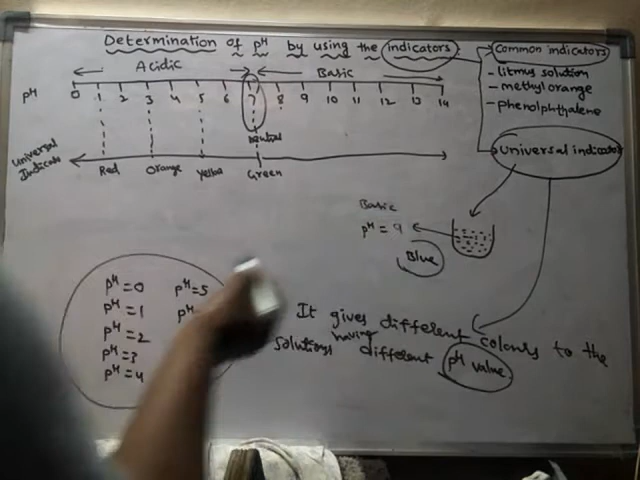 Determination of pH by using the indicators
Common indicators
- litmus solution
- methyl orange
- phenolphthalene
Universal indicator
Acidic Basic
pH 0 1 2 3 4 5 6 7 8 9 10 11 12 13 14
neutral
Universal
Indicator
Red Orange Yellow Green
Basic
pH = 9
Blue
pH=0
pH=1
pH=2
pH=3
pH=4
pH=5
It gives different colours to the
solutions having different pH value.